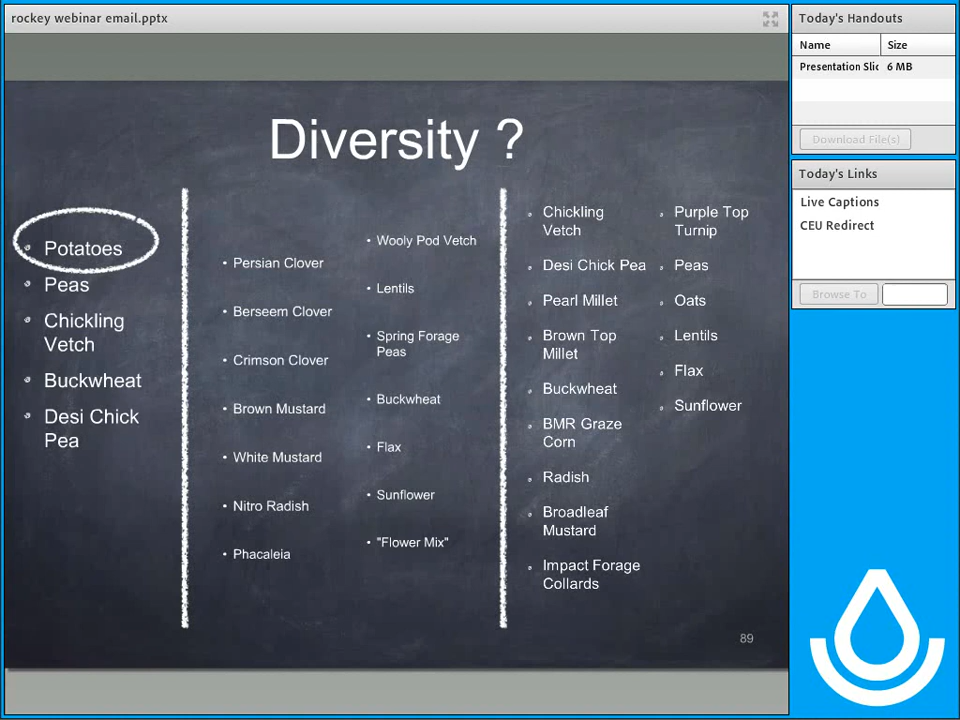 rockey webinar email.pptx
Diversity ?
Potatoes
Peas
Chickling
Vetch
Buckwheat
Desi Chick
Pea
Persian Clover
Berseem Clover
Crimson Clover
Brown Mustard
White Mustard
Nitro Radish
Phacaleia
Wooly Pod Vetch
Lentils
Spring Forage
Peas
Buckwheat
Flax
Sunflower
"Flower Mix"
Chickling
Vetch
Desi Chick Pea
Pearl Millet
Brown Top
Millet
Buckwheat
BMR Graze
Corn
Radish
Broadleaf
Mustard
Impact Forage
Collards
Purple Top
Turnip
Peas
Oats
Lentils
Flax
Sunflower
89
Today's Handouts
Name Size
Presentation Slic 6 MB
Download File(s)
Today's Links
Live Captions
CEU Redirect
Browse To